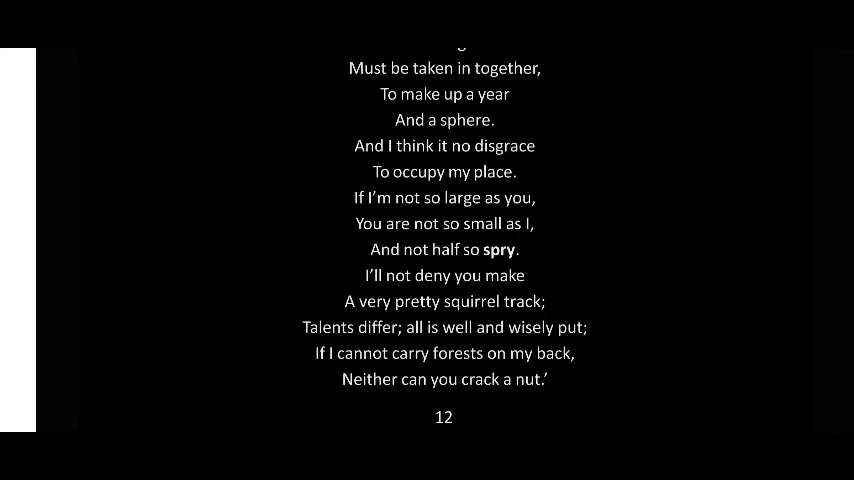 Must be taken in together,
To make up a year
And a sphere.
And I think it no disgrace
To occupy my place.
If I’m not so large as you,
You are not so small as I,
And not half so spry.
I’ll not deny you make
A very pretty squirrel track;
Talents differ; all is well and wisely put;
If I cannot carry forests on my back,
Neither can you crack a nut.’
12